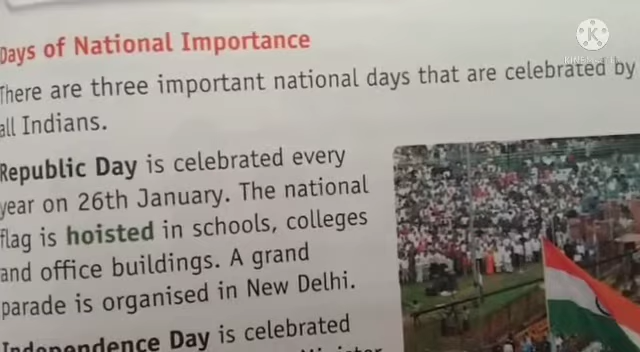 Days of National Importance
There are three important national days that are celebrated by
all Indians.
Republic Day is celebrated every
year on 26th January. The national
flag is hoisted in schools, colleges
and office buildings. A grand
parade is organised in New Delhi.
Independence Day is celebrated
Minister